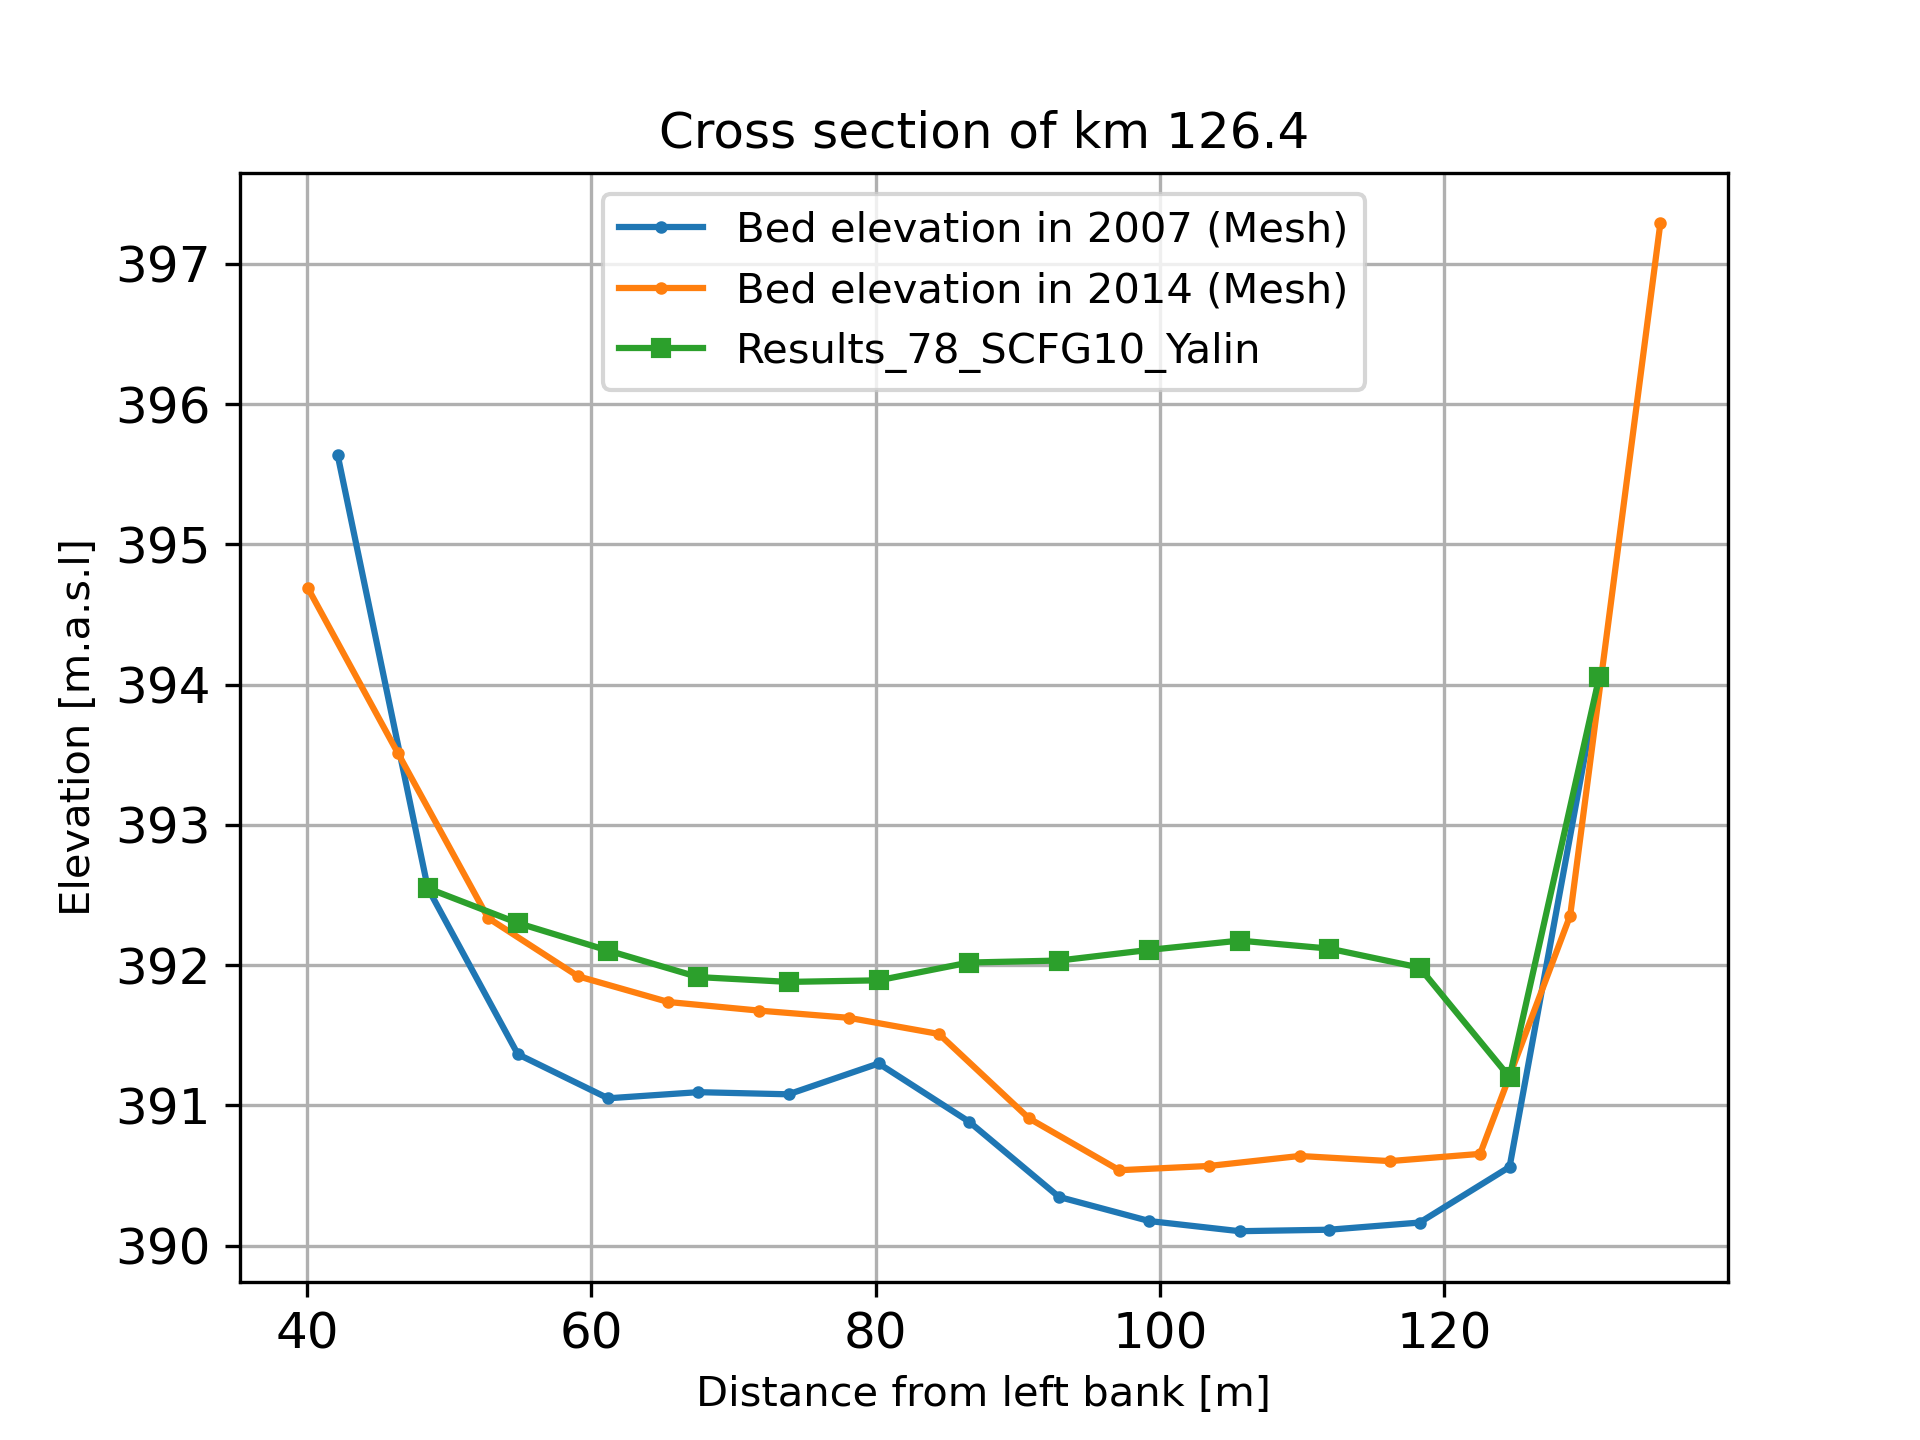 Cross section of km 126.4
Bed elevation in 2007 (Mesh)
Bed elevation in 2014 (Mesh)
Results_78_SCFG10_Yalin
397
396
395
394
393
392
391
390
Elevation [m.a.s.l]
40 60 80 100 120
Distance from left bank [m]